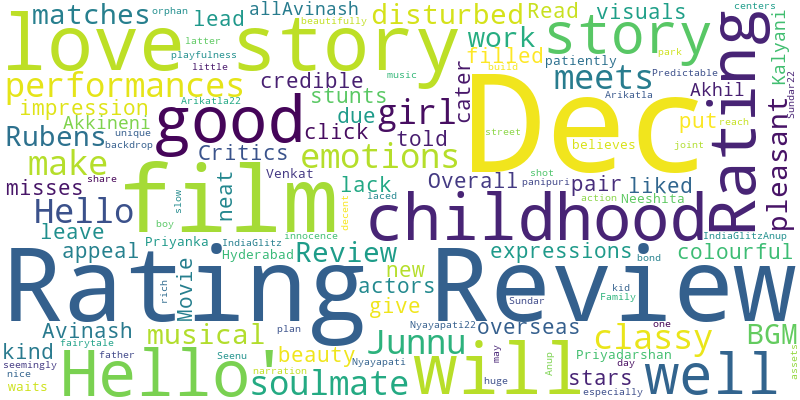 matches orphan lead allAvinash disturbed Read visuals centers
love story playfulness latter little beautifully work filled story patiently park Rating Kalyani
performances credible music Dec build meets Predictable Sundar22
impression Arikatla22 stunts cater Akhil Arikatla
Akkineni unique good due girl put reach
Rubens backdrop click told street believes joint pleasant
make Critics emotions shot panipuri
misses share Venkat lack Overall pair liked action Neeshita
neat film laced childhood
Hello slow boy decent IndiaGlitzAnup
leave Priyanka IndiaGlitz innocence
appeal Hyderabad Review expressions bond colourful
Rating Review
rich Movie new actors kid Family Sundar
give
Avinash musical plan Nyayapati22 overseas classy one BGM
kind fairytale beauty Junnu may Anup Priyadarshan
seemingly father Seenu Nyayapati day assets
nice waits Hello' narration soulmate will huge stars especially well due